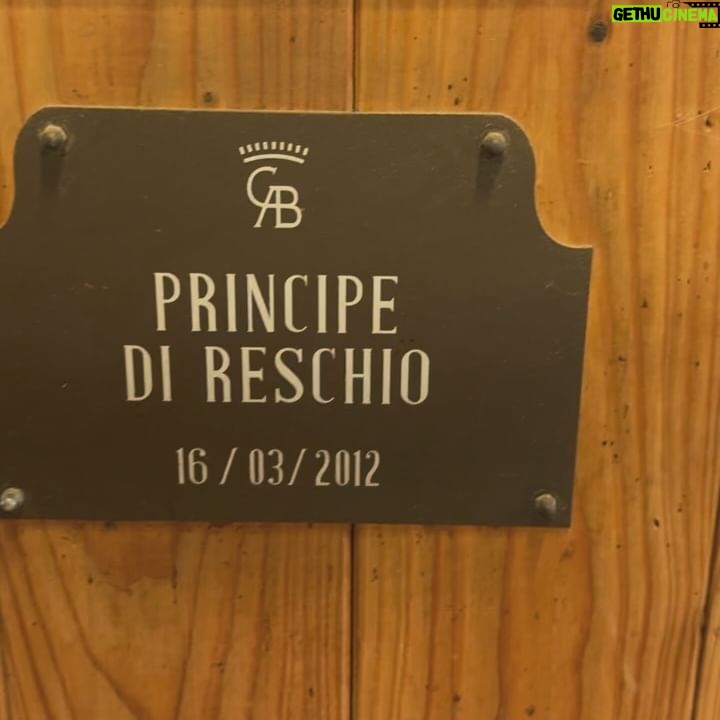 GETHUCINEMA
CAB
PRINCIPE
DI RESCHIO
16 / 03 / 2012